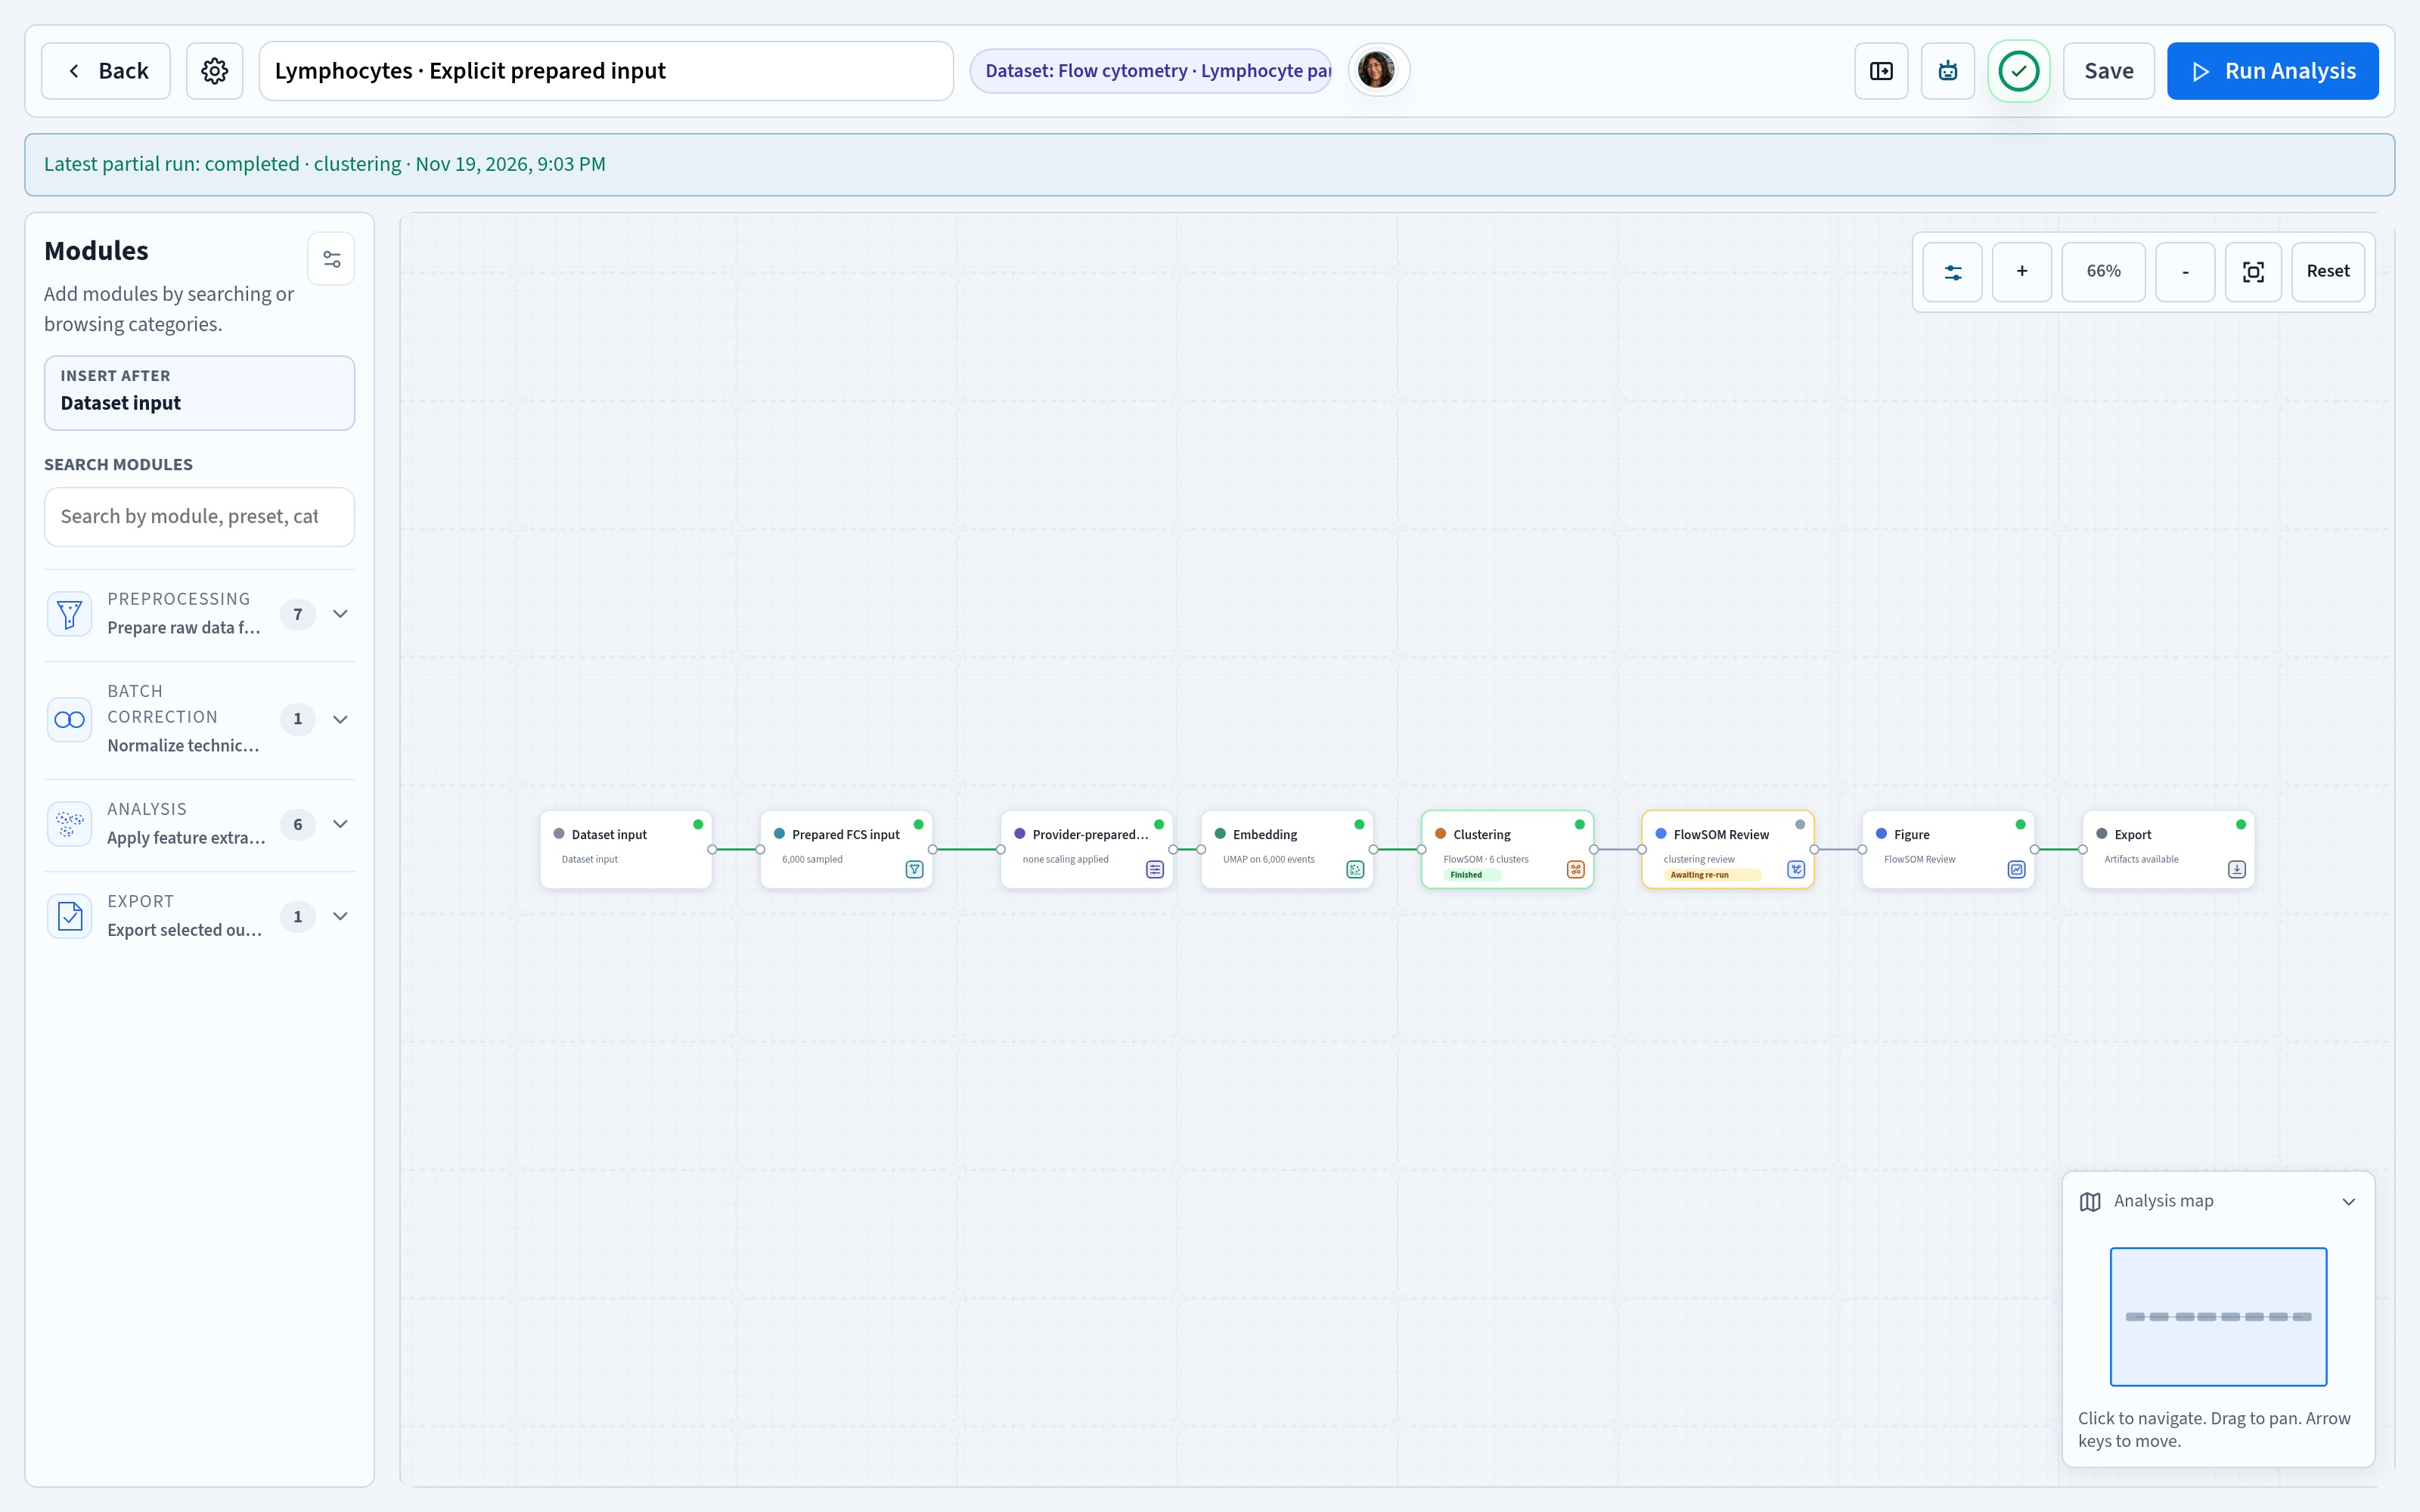 Back
Lymphocytes · Explicit prepared input
Dataset: Flow cytometry · Lymphocyte
Save
Run Analysis
Latest partial run: completed · clustering · Nov 19, 2026, 9:03 PM
Modules
Add modules by searching or
browsing categories.
INSERT AFTER
Dataset input
SEARCH MODULES
Search by module, preset, cat
PREPROCESSING
Prepare raw data f...
7
BATCH
CORRECTION
Normalize technic...
1
ANALYSIS
Apply feature extra...
6
EXPORT
Export selected ou...
1
+
66%
-
Reset
Dataset input
Dataset input
Prepared FCS input
6,000 sampled
Provider-prepared...
none scaling applied
Embedding
UMAP on 6,000 events
Clustering
FlowSOM · 6 clusters
Finished
FlowSOM Review
clustering review
Awaiting re-run
Figure
FlowSOM Review
Export
Artifacts available
Analysis map
Click to navigate. Drag to pan. Arrow
keys to move.